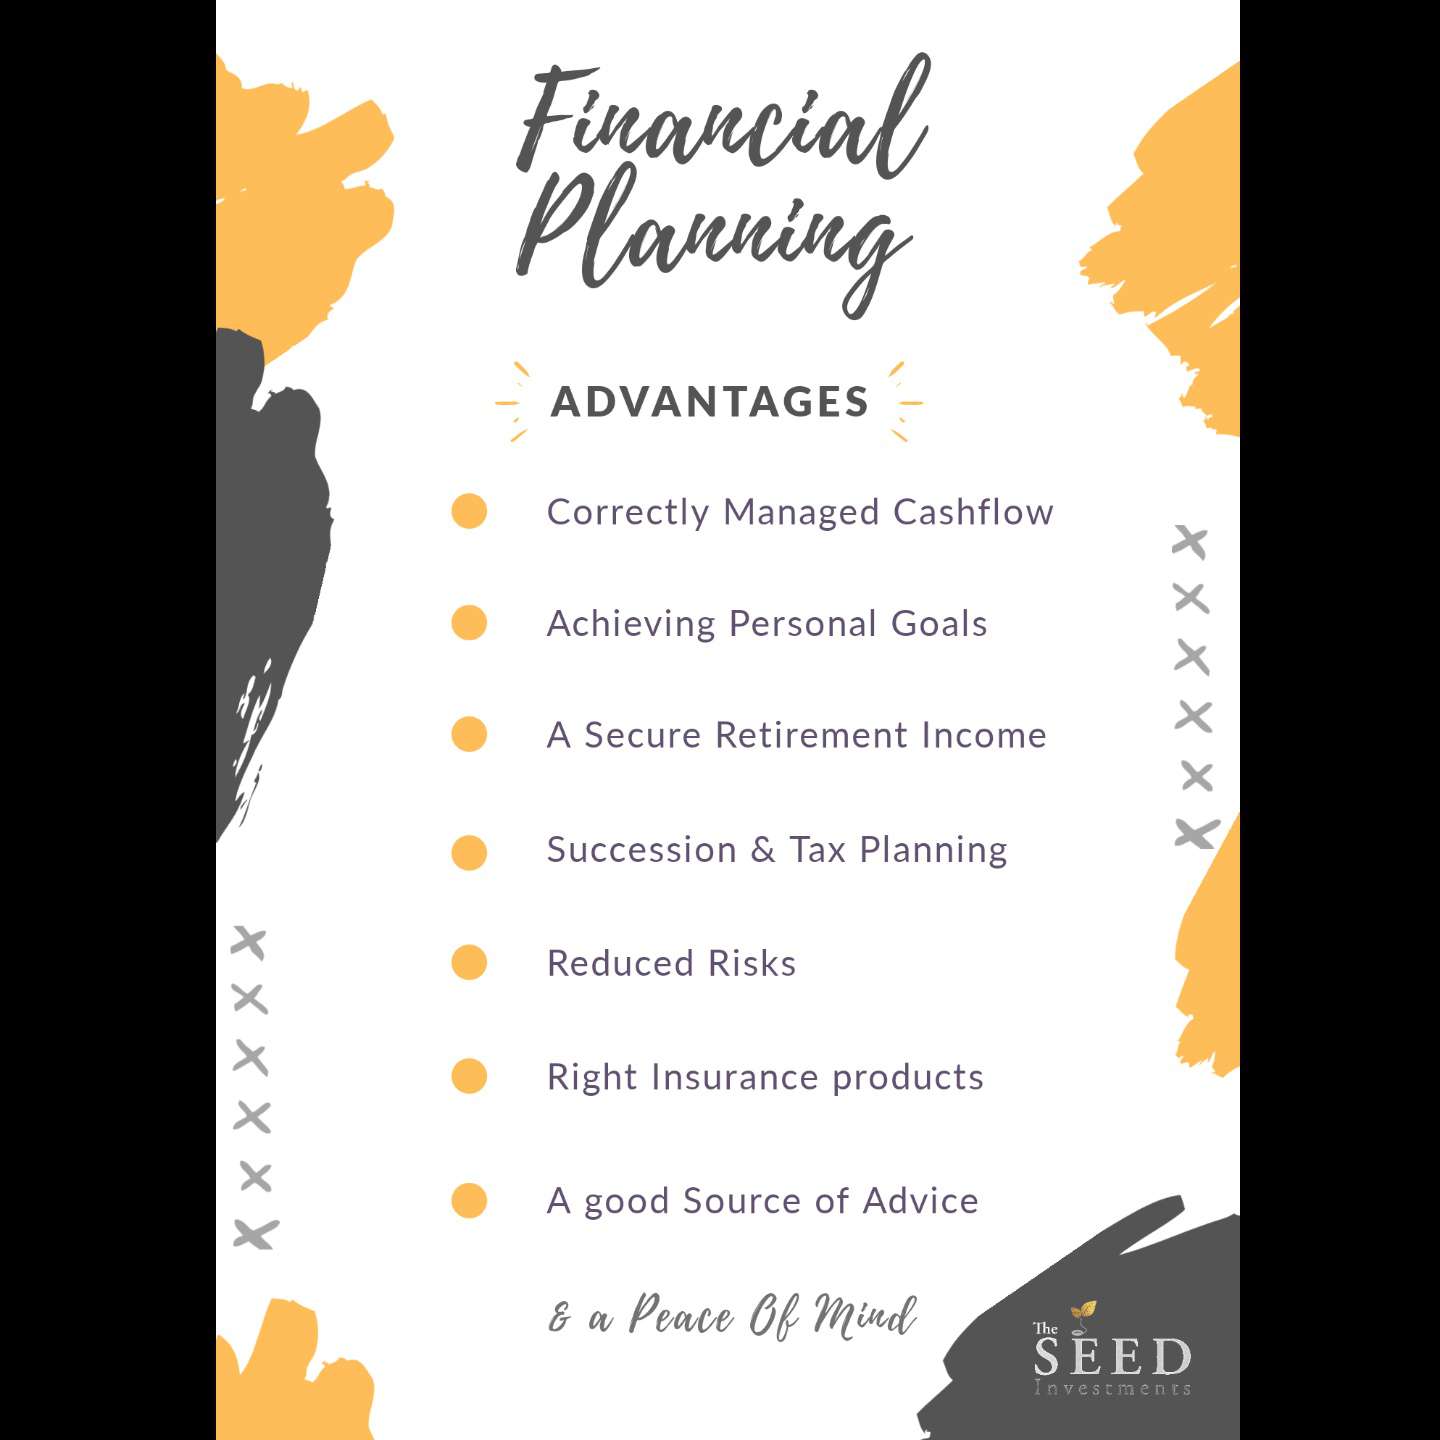 Financial
Planning
ADVANTAGES
Correctly Managed Cashflow
Achieving Personal Goals
A Secure Retirement Income
Succession & Tax Planning
Reduced Risks
Right Insurance products
A good Source of Advice
& a Peace Of Mind
The
SEED
Investments